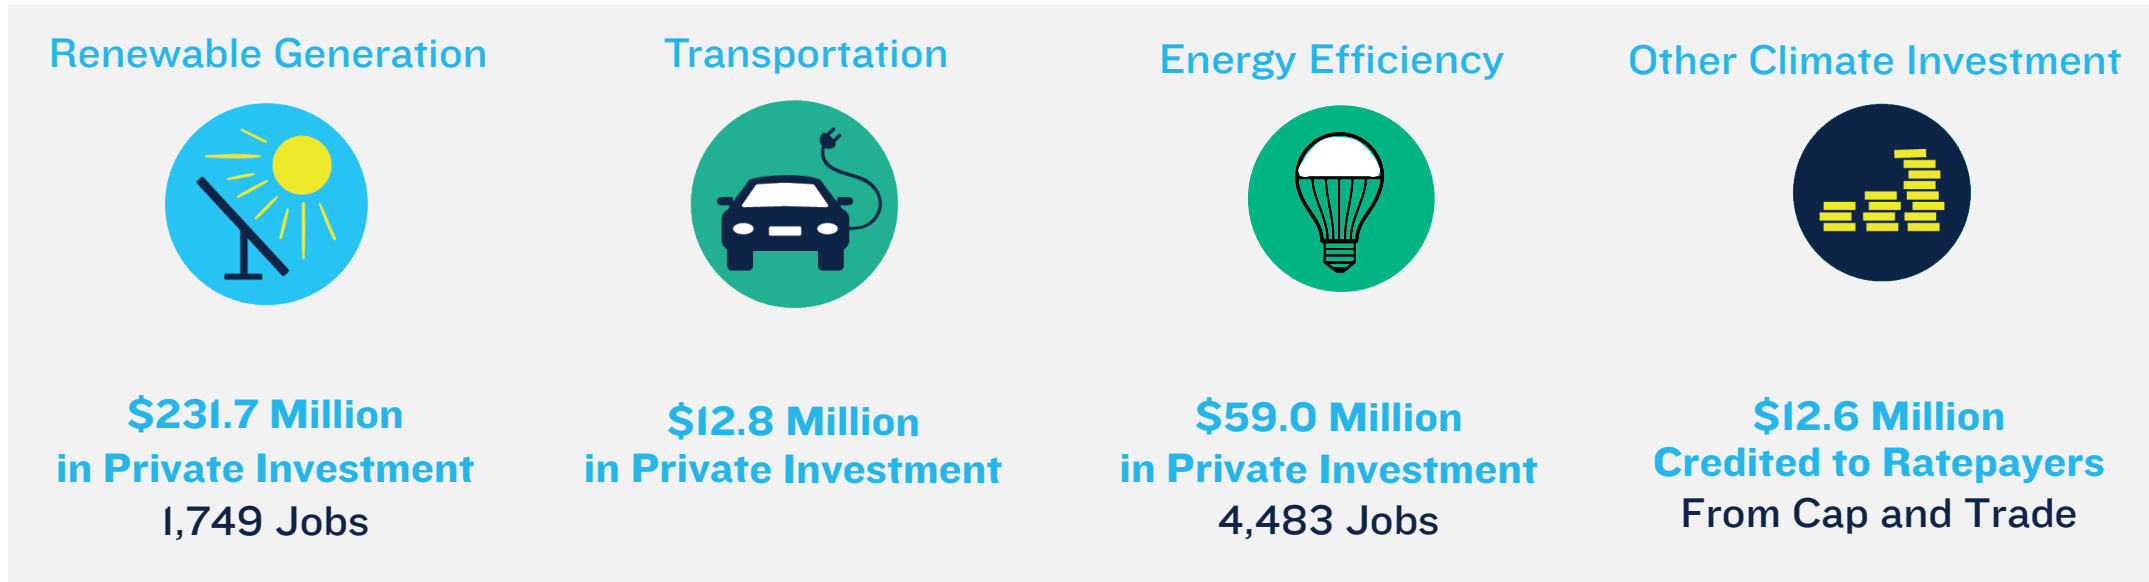 Renewable Generation
$231.7 Million
in Private Investment
1,749 Jobs
Transportation
$12.8 Million
in Private Investment
Energy Efficiency
$59.0 Million
in Private Investment
4,483 Jobs
Other Climate Investment
$12.6 Million
Credited to Ratepayers
From Cap and Trade